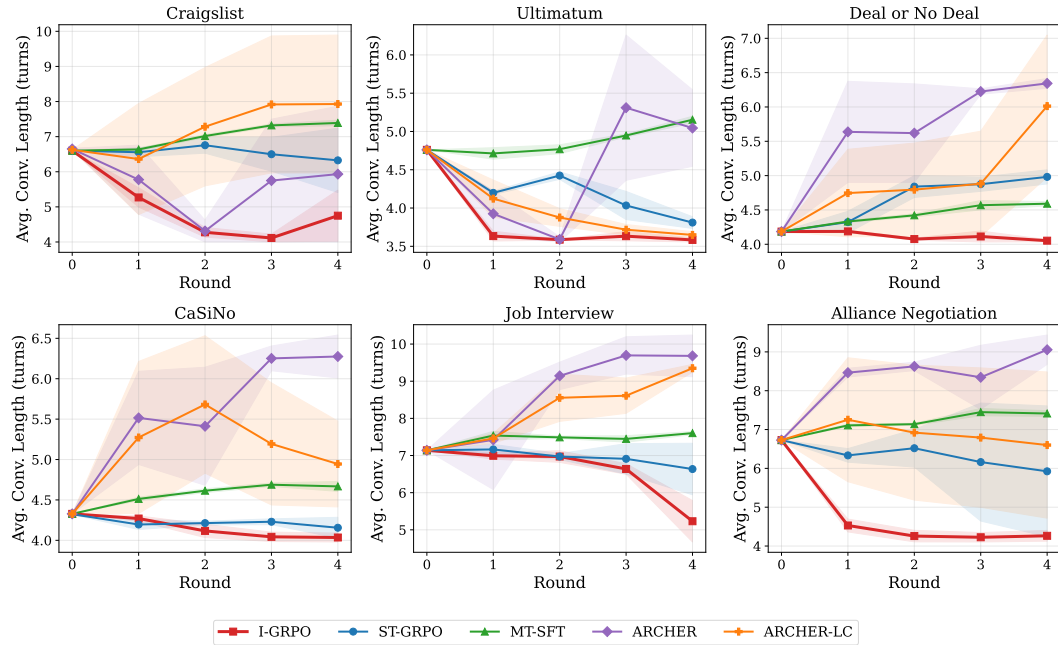 Craigslist
Avg. Conv. Length (turns)
10
9
8
7
6
5
4
0 1 2 3 4
Round
Ultimatum
Avg. Conv. Length (turns)
6.0
5.5
5.0
4.5
4.0
3.5
0 1 2 3 4
Round
Deal or No Deal
Avg. Conv. Length (turns)
7.0
6.5
6.0
5.5
5.0
4.5
4.0
0 1 2 3 4
Round
CaSiNo
Avg. Conv. Length (turns)
6.5
6.0
5.5
5.0
4.5
4.0
0 1 2 3 4
Round
Job Interview
Avg. Conv. Length (turns)
10
9
8
7
6
5
0 1 2 3 4
Round
Alliance Negotiation
Avg. Conv. Length (turns)
9
8
7
6
5
4
0 1 2 3 4
Round
I-GRPO ST-GRPO MT-SFT ARCHER ARCHER-LC